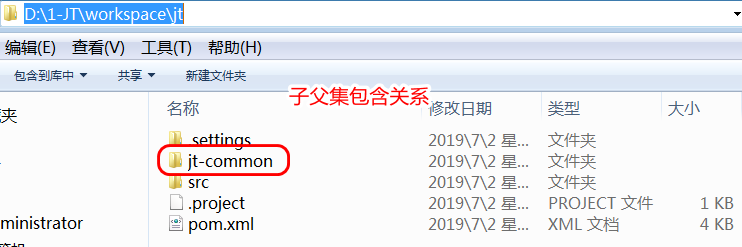 D:\1-JT\workspace\jt
编辑(E) 查看(V) 工具(T) 帮助(H)
包含到库中 共享 新建文件夹
子父集包含关系
名称 修改日期 类型 大小
.settings 2019\7\2 星... 文件夹
jt-common 2019\7\2 星... 文件夹
src 2019\7\2 星... 文件夹
.project 2019\7\2 星... PROJECT 文件 1 KB
dministrator pom.xml 2019\7\2 星... XML 文档 4 KB